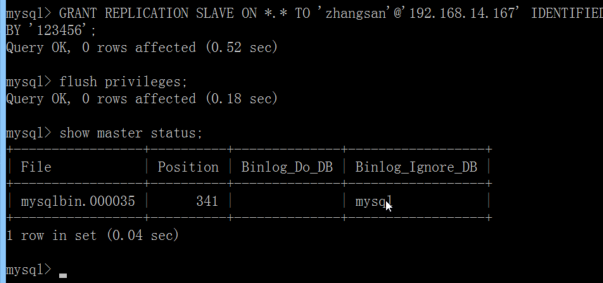 mysql> GRANT REPLICATION SLAVE ON *.* TO 'zhangsan'@'192.168.14.167' IDENTIFIED
BY '123456';
Query OK, 0 rows affected (0.52 sec)
mysql> flush privileges;
Query OK, 0 rows affected (0.18 sec)
mysql> show master status;
+-----------------+----------+--------------+------------------+
| File | Position | Binlog_Do_DB | Binlog_Ignore_DB |
+-----------------+----------+--------------+------------------+
| mysqlbin.000035 | 341 | | mysql |
+-----------------+----------+--------------+------------------+
1 row in set (0.04 sec)
mysql> _